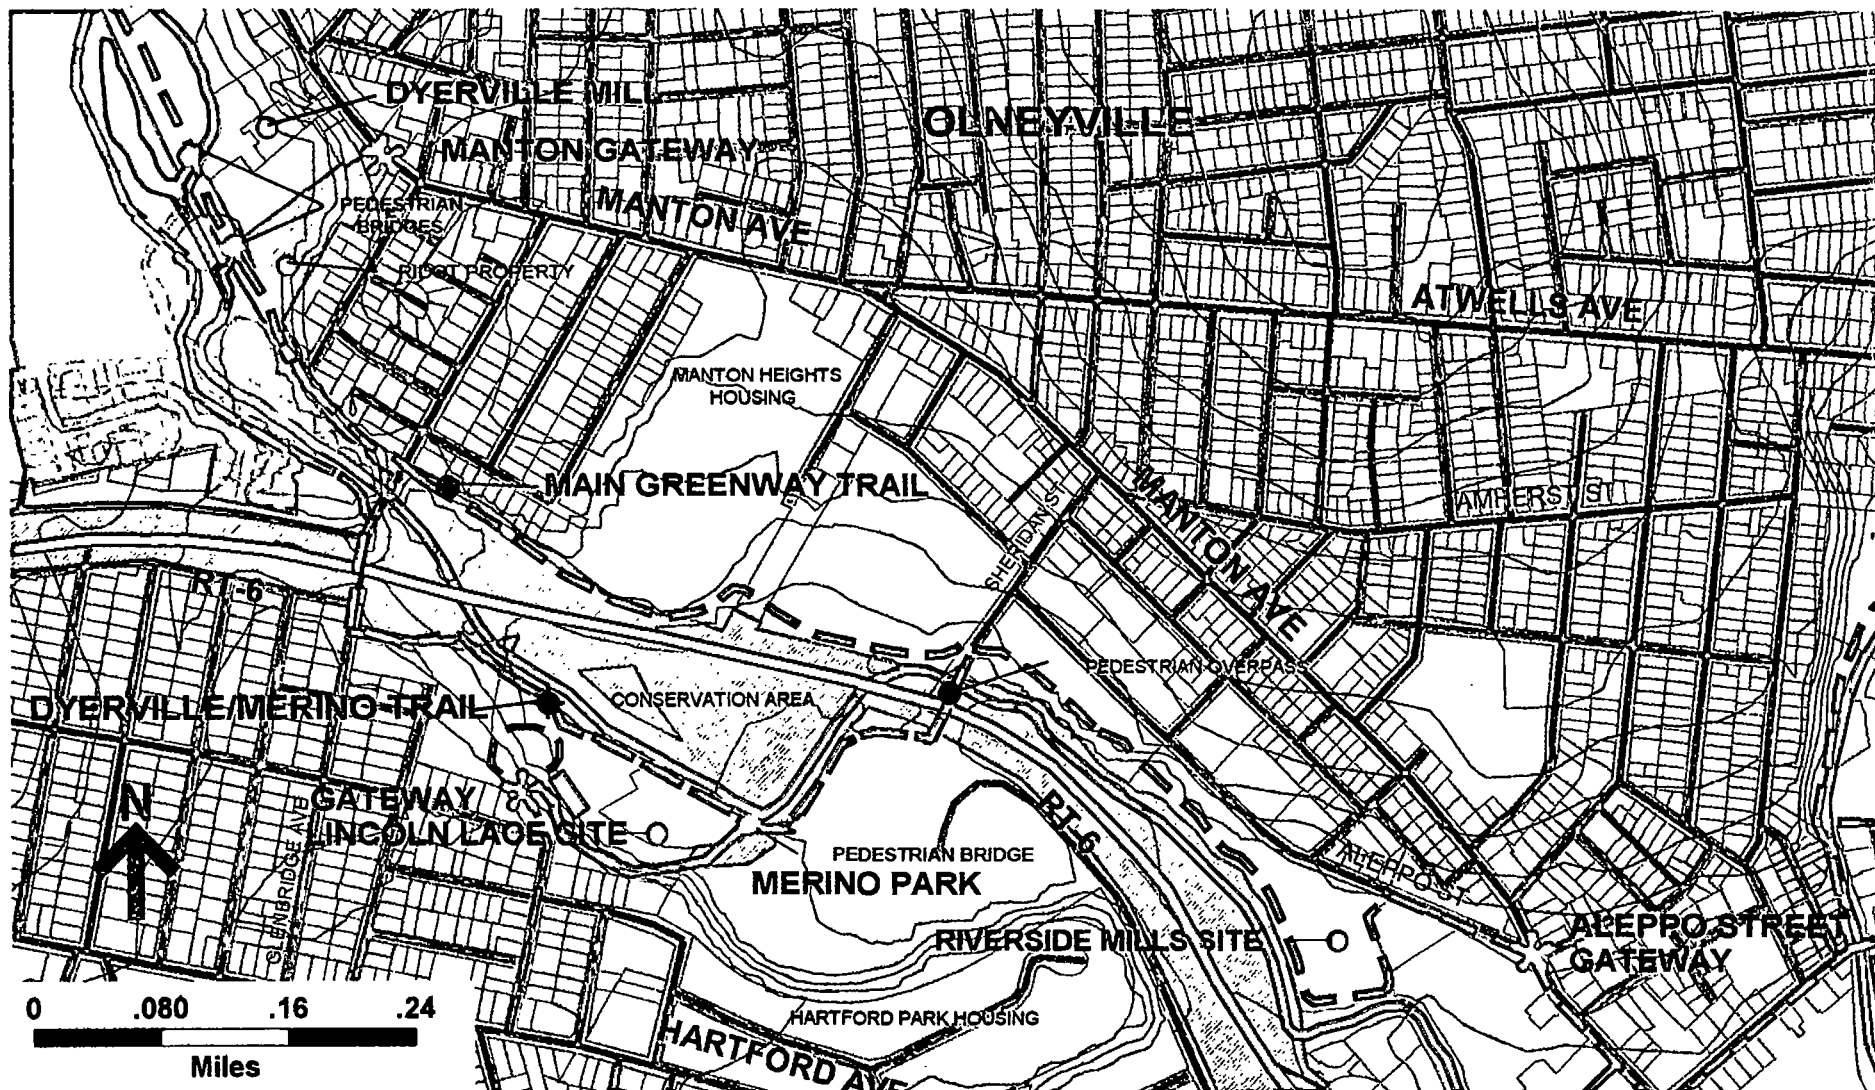 DYERVILLE MILL
OLNEYVILLE
MANTON GATEWAY
MANTON AVE
PEDESTRIAN
BRIDGES
RIDOT PROPERTY
ATWELLS AVE
MANTON HEIGHTS
HOUSING
MAIN GREENWAY TRAIL
MANTON AVE
AMHERST ST
SHERIDAN ST
RT-6
PEDESTRIAN OVERPASS
CONSERVATION AREA
DYERVILLE/MERINO TRAIL
N
GATEWAY
LINCOLN LACE SITE
GLENBRIDGE AVE
RT-6
PEDESTRIAN BRIDGE
MERINO PARK
ALEPPO ST
RIVERSIDE MILLS SITE
ALEPPO STREET
GATEWAY
0 .080 .16 .24
Miles
HARTFORD PARK HOUSING
HARTFORD AVE